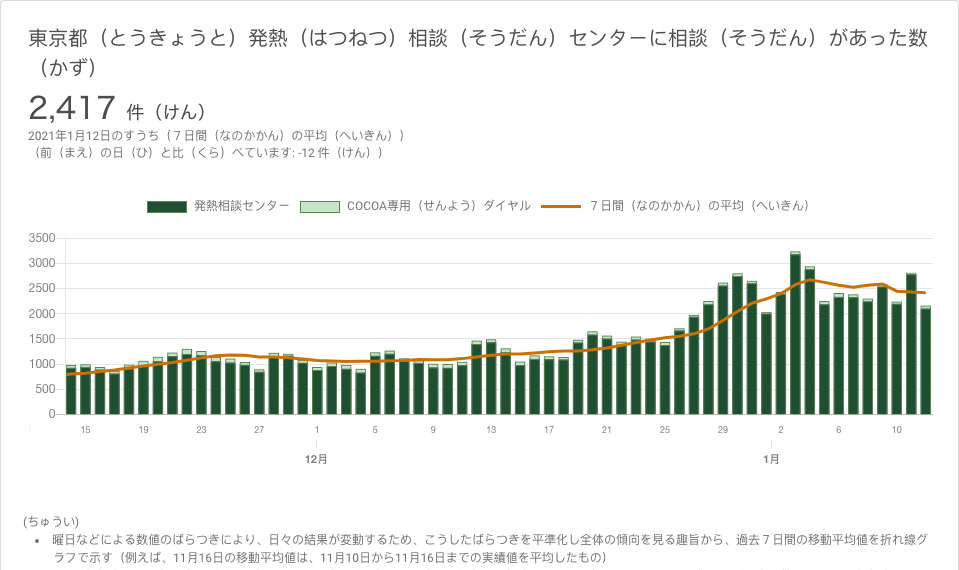 東京都（とうきょうと）発熱（はつねつ）相談（そうだん）センターに相談（そうだん）があった数
（かず）
2,417 件（けん）
2021年1月12日のすうち（７日間（なのかかん）の平均（へいきん））
（前（まえ）の日（ひ）と比（くら）べています: -12 件（けん））
発熱相談センター COCOA専用（せんよう）ダイヤル ７日間（なのかかん）の平均（へいきん）
3500
3000
2500
2000
1500
1000
500
0
15 19 23 27 1 5 9 13 17 21 25 29 2 6 10
12月 1月
(ちゅうい)
• 曜日などによる数値のばらつきにより、日々の結果が変動するため、こうしたばらつきを平準化し全体の傾向を見る趣旨から、過去７日間の移動平均値を折れ線グ
ラフで示す（例えば、11月16日の移動平均値は、11月10日から11月16日までの実績値を平均したもの）